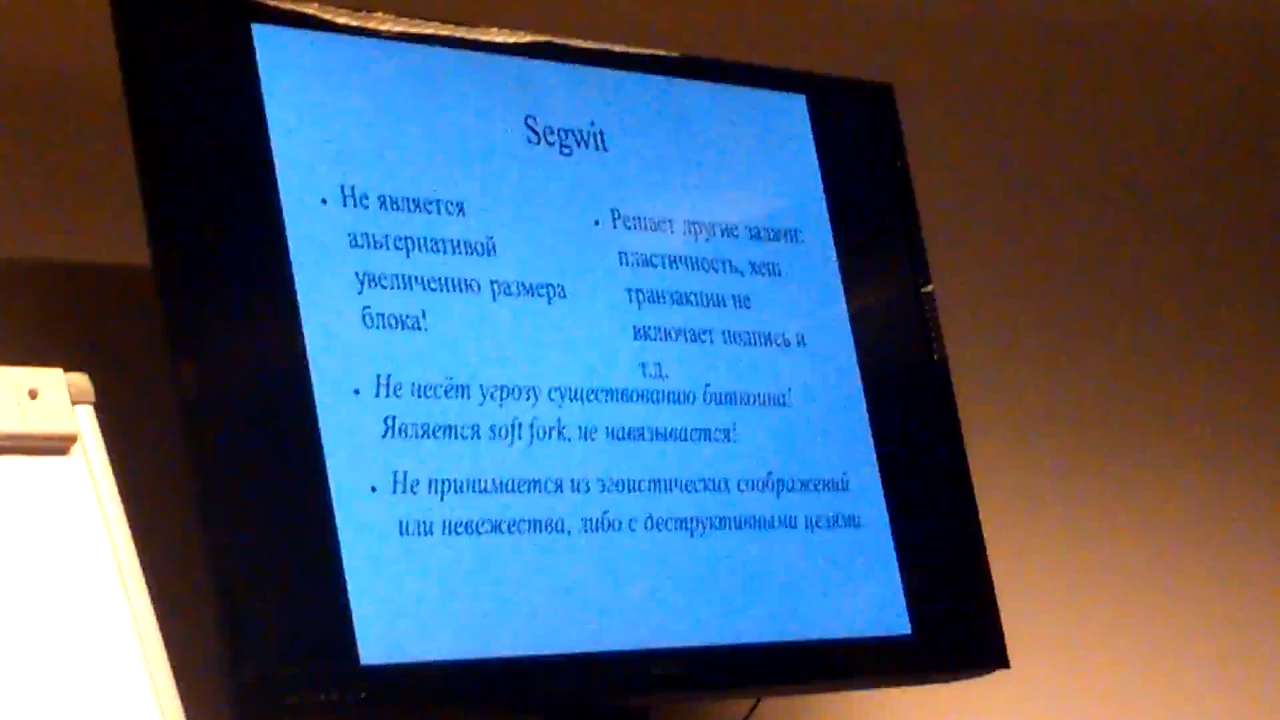 Segwit
• Не является
альтернативой
увеличению размера
блока!
• Решает другие задачи:
пластичность, хеш
транзакции не
включает подпись и
т.д.
• Не несёт угрозу существованию биткоина!
Является soft fork, не навязывается!
• Не принимается из эгоистических соображений
или невежества, либо с деструктивными целями